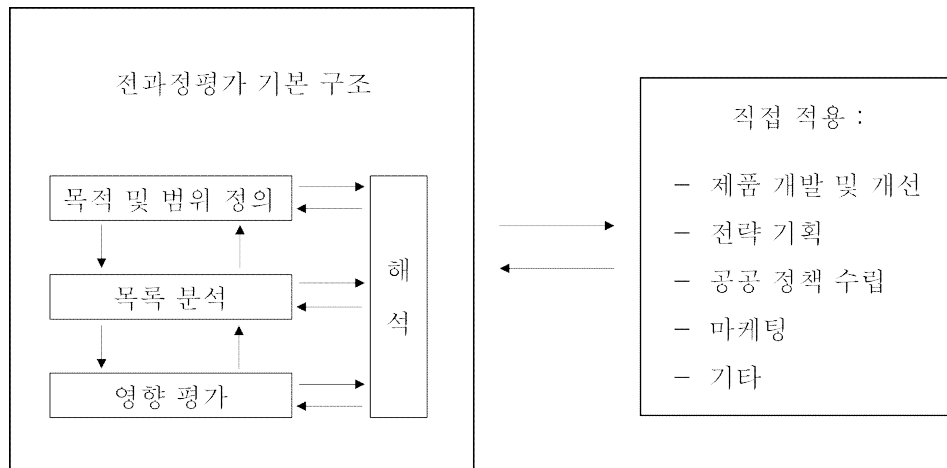 전과정평가 기본 구조
목적 및 범위 정의
목록 분석
영향 평가
해
석
직접 적용 :
– 제품 개발 및 개선
– 전략 기획
– 공공 정책 수립
– 마케팅
– 기타